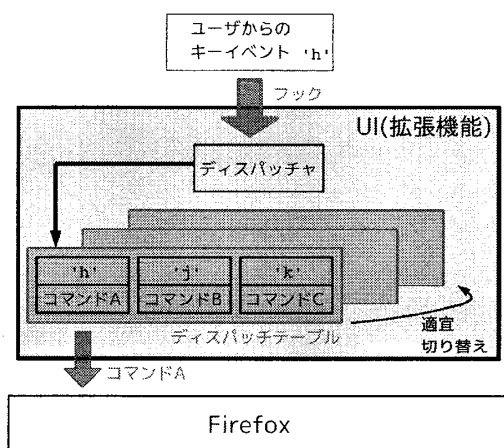 ユーザからの
キーイベント 'h'
フック
UI(拡張機能)
ディスパッチャ
'h' 'j' 'k'
コマンドA コマンドB コマンドC
ディスパッチテーブル
適宜
切り替え
コマンドA
Firefox